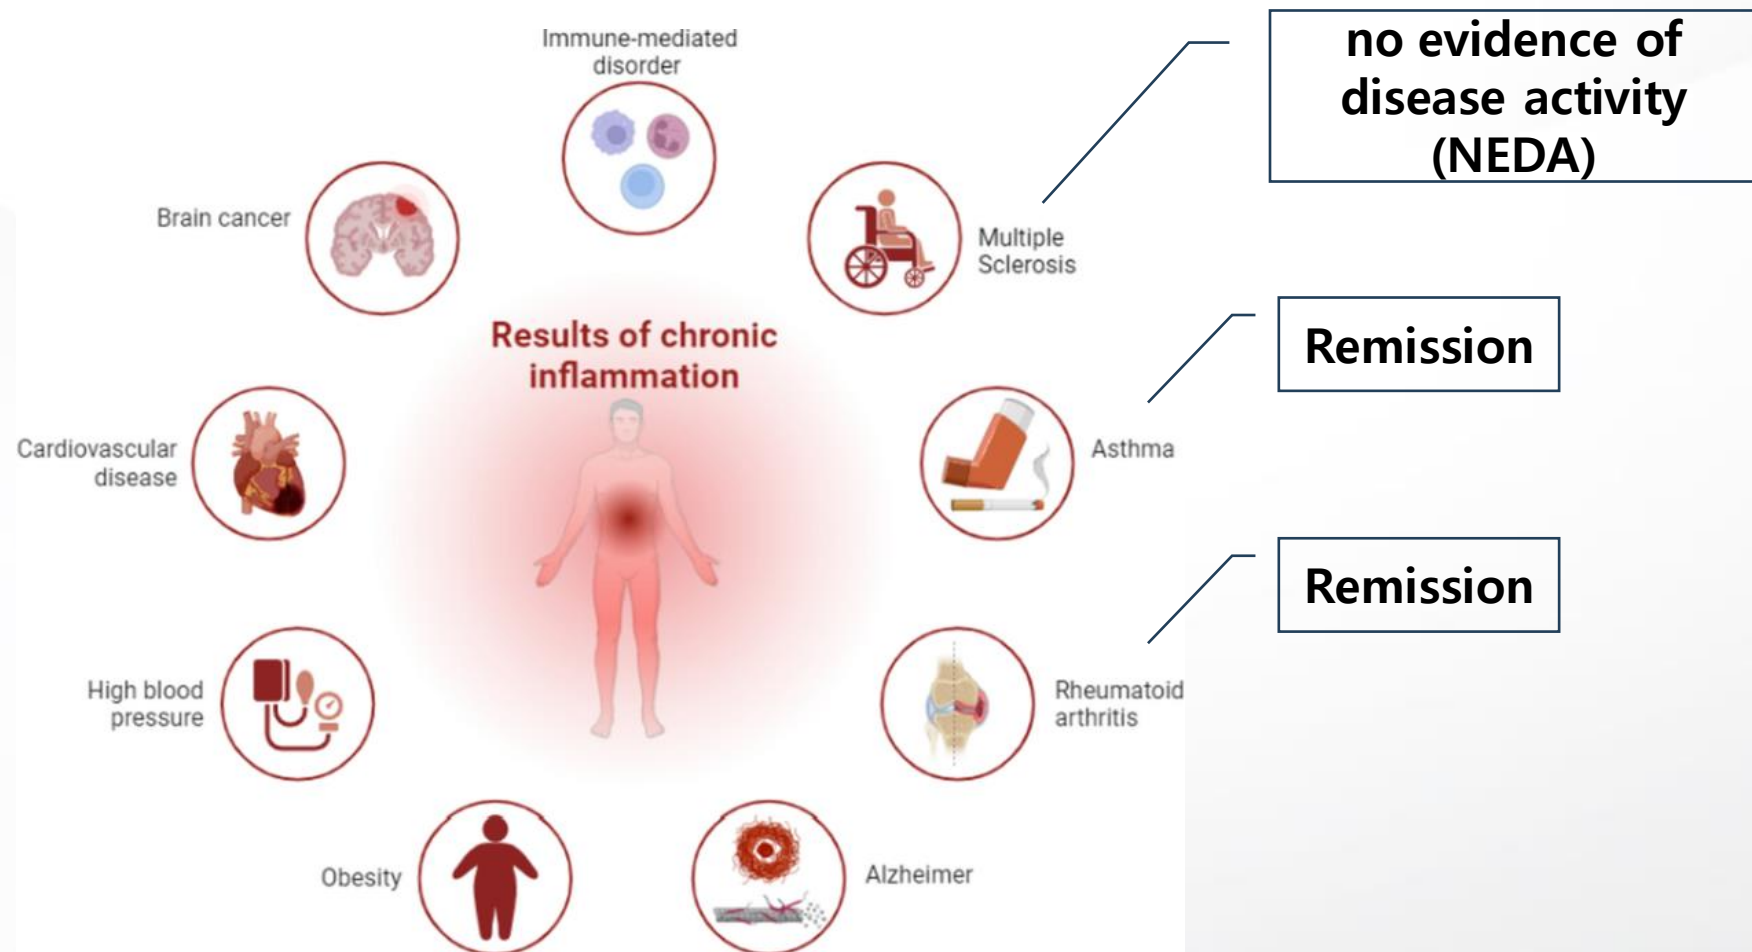 Immune-mediated
disorder
no evidence of
disease activity
(NEDA)
Brain cancer
Multiple
Sclerosis
Results of chronic
inflammation
Remission
Cardiovascular
disease
Asthma
Remission
High blood
pressure
Rheumatoid
arthritis
Obesity
Alzheimer